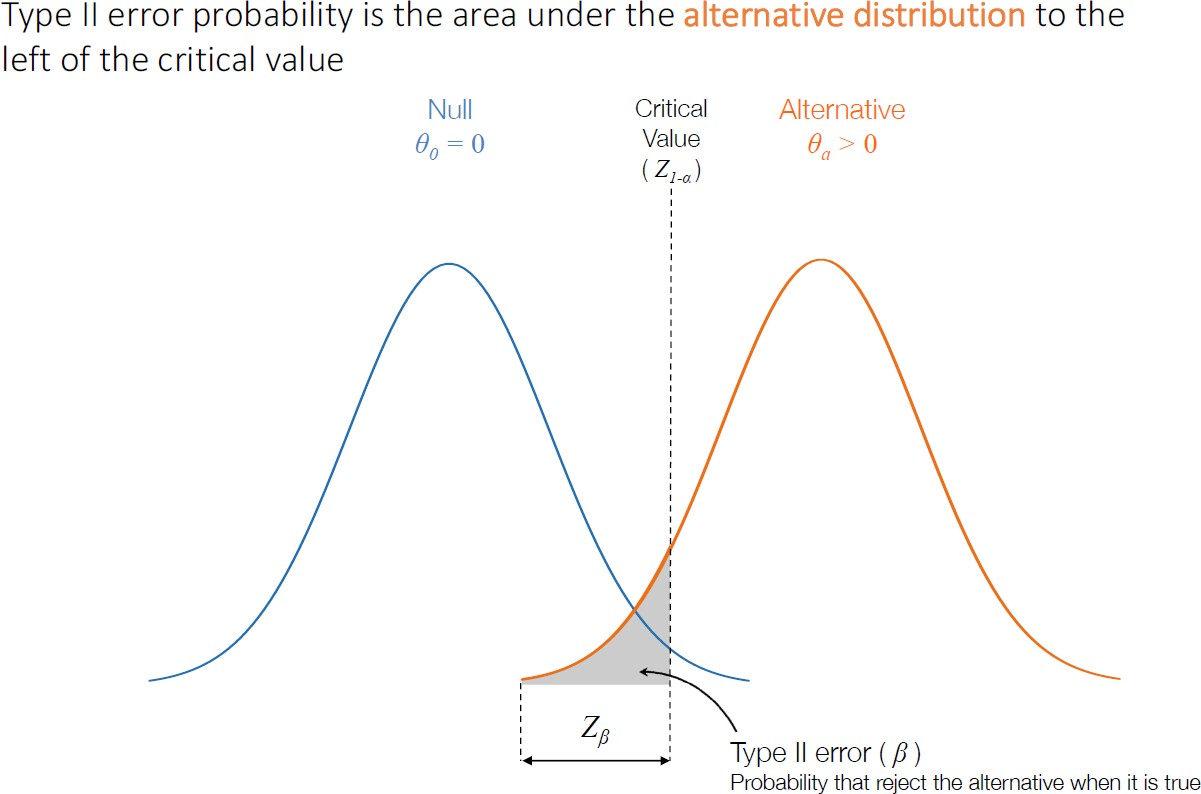 Type II error probability is the area under the alternative distribution to the
left of the critical value
Null
θ₀ = 0
Critical
Value
( Z₁₋α )
Alternative
θₐ > 0
Zᵦ
Type II error ( β )
Probability that reject the alternative when it is true